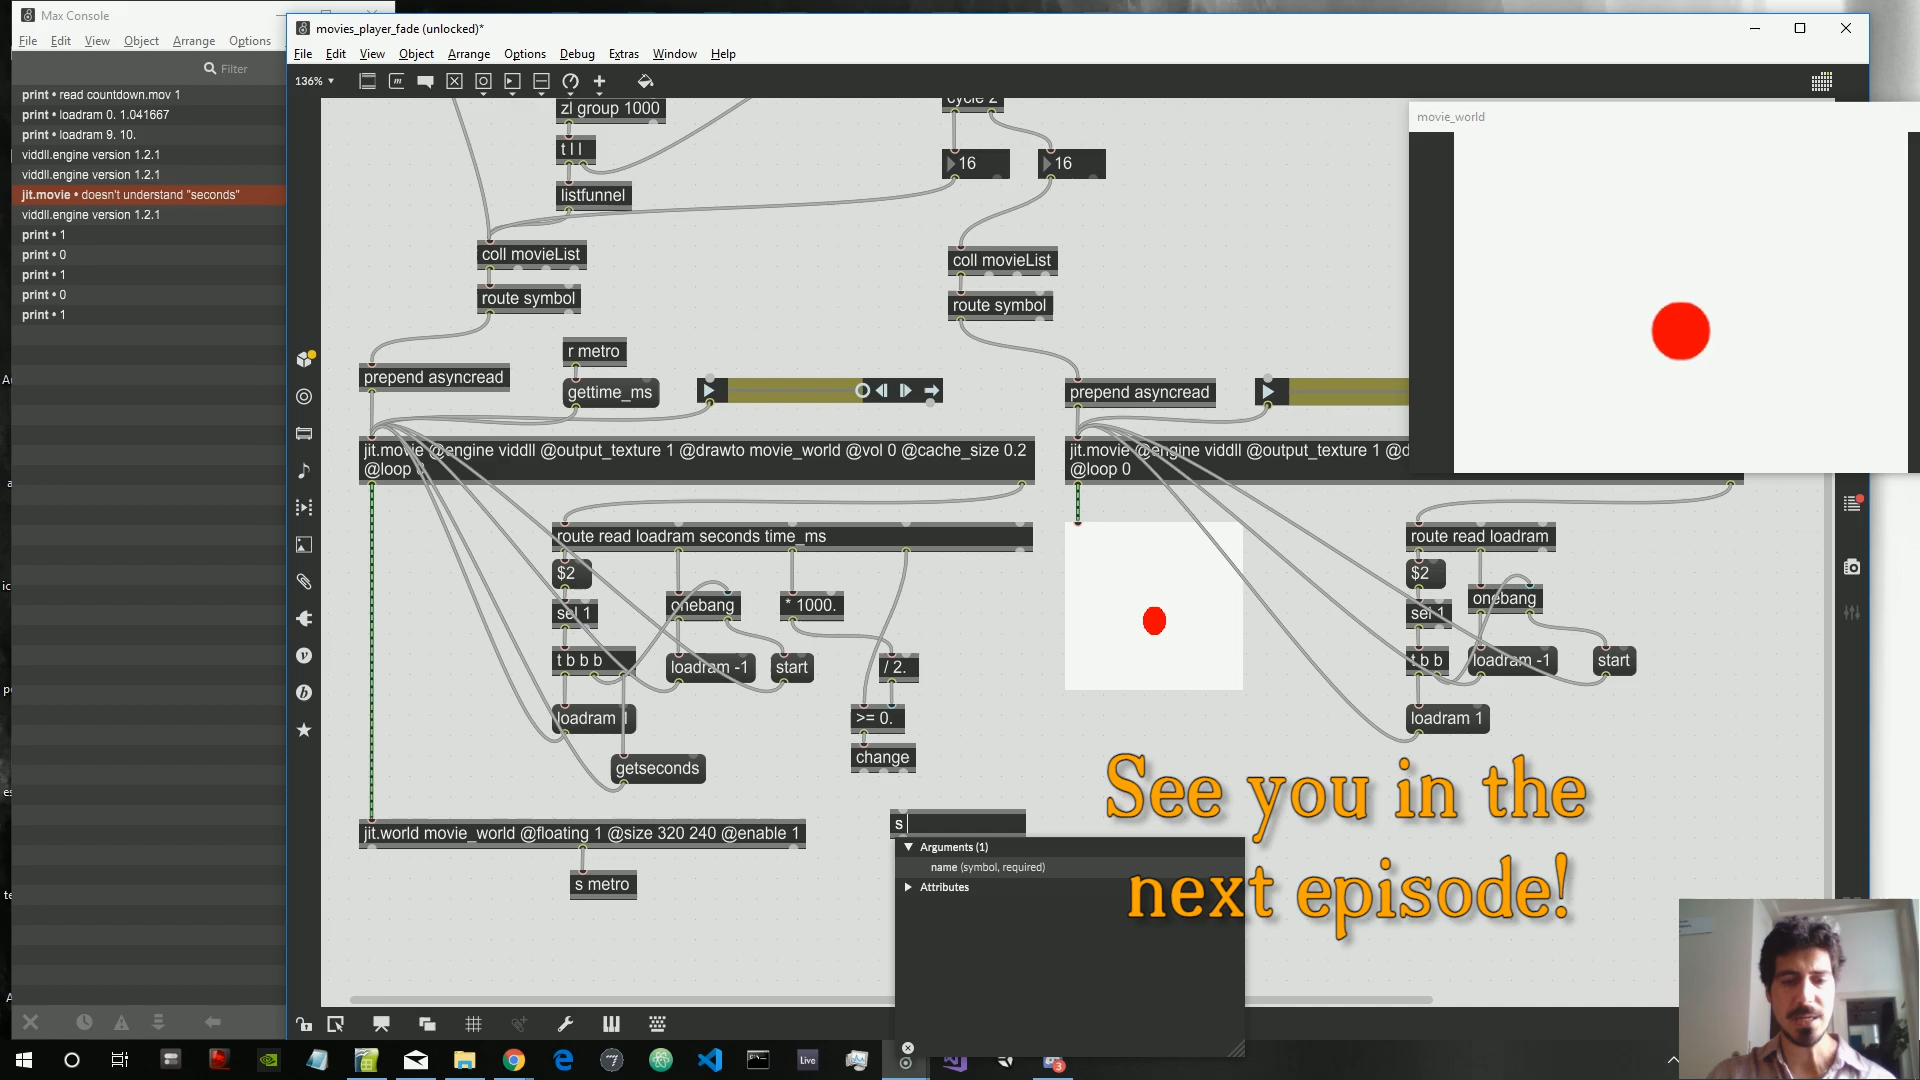 Max Console
File Edit View Object Arrange Options
Filter
print • read countdown.mov 1
print • loadram 0. 1.041667
print • loadram 9. 10.
viddll.engine version 1.2.1
viddll.engine version 1.2.1
jit.movie • doesn't understand "seconds"
viddll.engine version 1.2.1
print • 1
print • 0
print • 1
print • 0
print • 1
movies_player_fade (unlocked)*
File Edit View Object Arrange Options Debug Extras Window Help
136%
zl group 1000
t l l
listfunnel
coll movieList
route symbol
prepend asyncread
r metro
gettime_ms
jit.movie @engine viddll @output_texture 1 @drawto movie_world @vol 0 @cache_size 0.2
@loop 0
route read loadram seconds time_ms
$2
sel 1
t b b b
onebang
* 1000.
loadram -1
start
/ 2.
loadram 1
>= 0.
change
getseconds
jit.world movie_world @floating 1 @size 320 240 @enable 1
s metro
cycle 2
16
16
coll movieList
route symbol
prepend asyncread
jit.movie @engine viddll @output_texture 1 @d
@loop 0
route read loadram
$2
sel 1
onebang
t b b
loadram -1
start
loadram 1
movie_world
s
Arguments (1)
name (symbol, required)
Attributes
See you in the
next episode!
Live
3